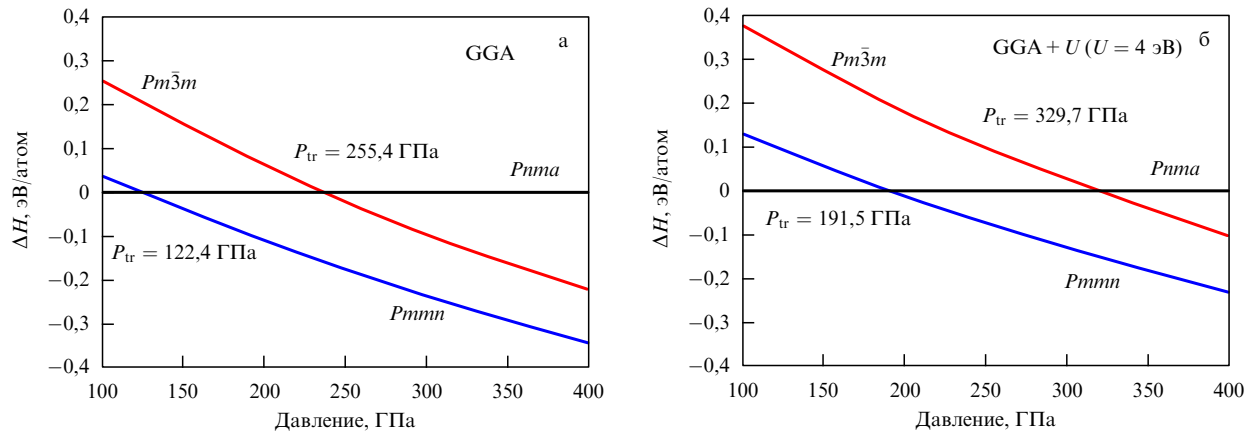 0,4
0,3
0,2
0,1
0
−0,1
−0,2
−0,3
−0,4
ΔH, эВ/атом
GGA
а
Pm3̄m
Ptr = 255,4 ГПа
Pnma
Ptr = 122,4 ГПа
Pmmn
100 150 200 250 300 350 400
Давление, ГПа
0,4
0,3
0,2
0,1
0
−0,1
−0,2
−0,3
−0,4
ΔH, эВ/атом
б
GGA + U (U = 4 эВ)
Pm3̄m
Ptr = 329,7 ГПа
Pnma
Ptr = 191,5 ГПа
Pmmn
100 150 200 250 300 350 400
Давление, ГПа